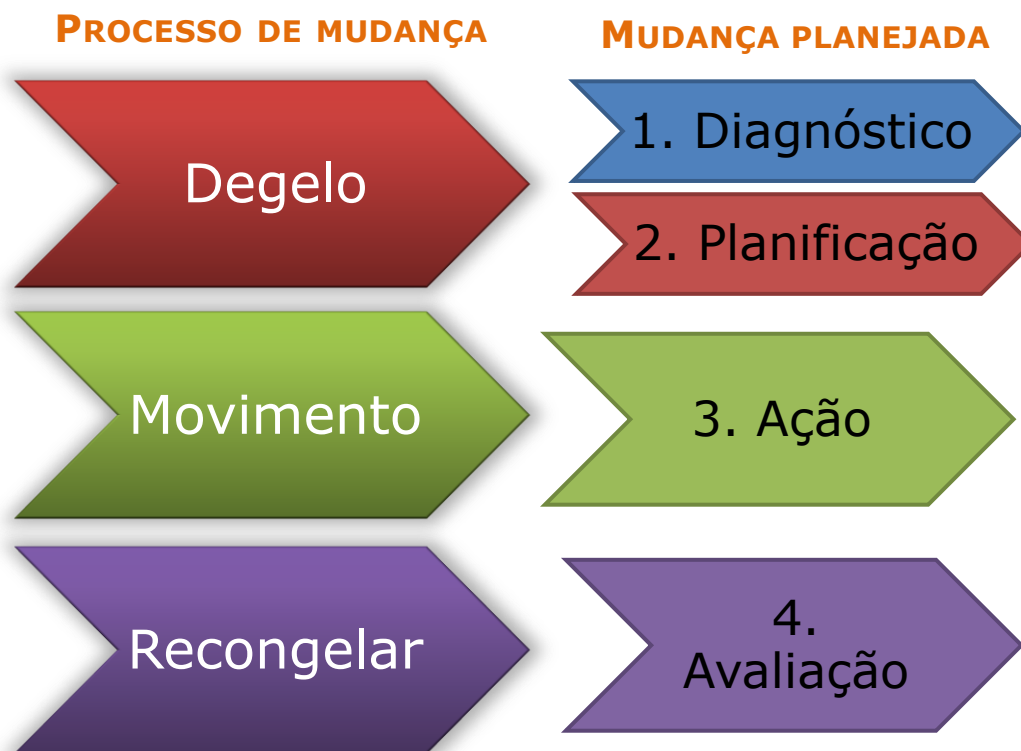 PROCESSO DE MUDANÇA
MUDANÇA PLANEJADA
Degelo
1. Diagnóstico
2. Planificação
Movimento
3. Ação
Recongelar
4.
Avaliação